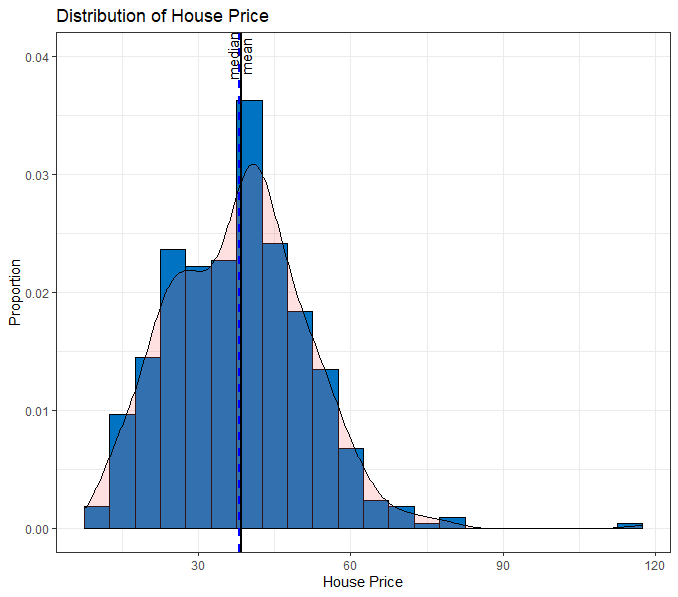 Distribution of House Price
median
mean
0.04
0.03
0.02
0.01
0.00
Proportion
30
60
90
120
House Price